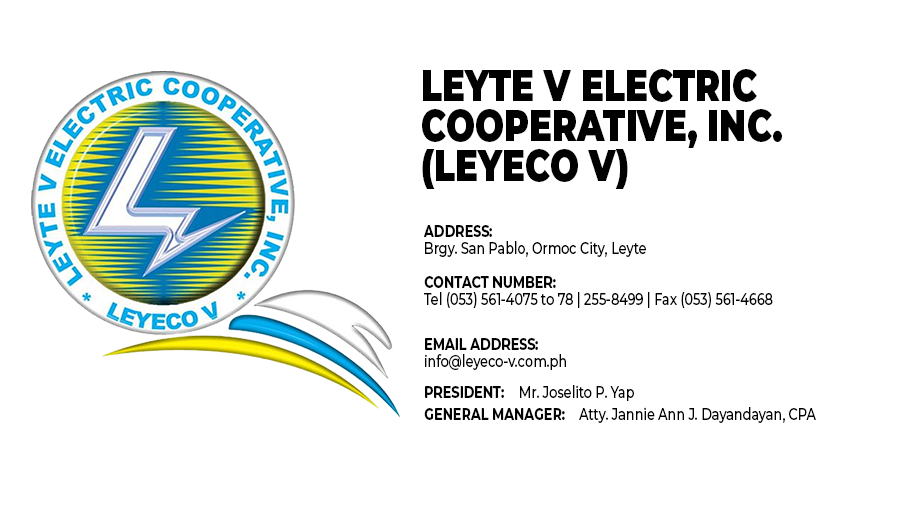 LEYTE V ELECTRIC COOPERATIVE, INC.
* LEYECO V *
LEYTE V ELECTRIC
COOPERATIVE, INC.
(LEYECO V)
ADDRESS:
Brgy. San Pablo, Ormoc City, Leyte
CONTACT NUMBER:
Tel (053) 561-4075 to 78 | 255-8499 | Fax (053) 561-4668
EMAIL ADDRESS:
info@leyeco-v.com.ph
PRESIDENT: Mr. Joselito P. Yap
GENERAL MANAGER: Atty. Jannie Ann J. Dayandayan, CPA